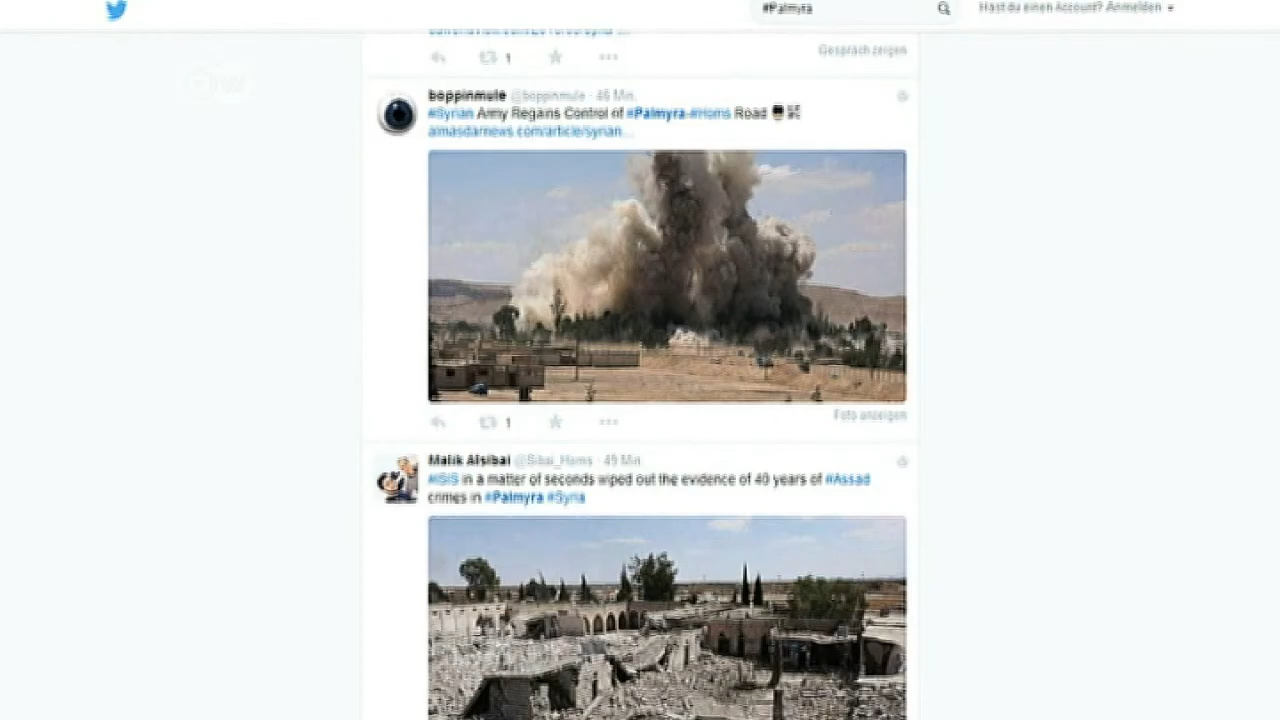 #Palmyra
Hast du einen Account? Anmelden
Gespräch zeigen
1
boppinmule @boppinmule · 46 Min.
#Syrian Army Regains Control of #Palmyra-#Homs Road
almasdarnews.com/article/syrian...
Foto anzeigen
1
Malik Alsibai @Sibai_Homs · 49 Min.
#ISIS in a matter of seconds wiped out the evidence of 40 years of #Assad
crimes in #Palmyra #Syria